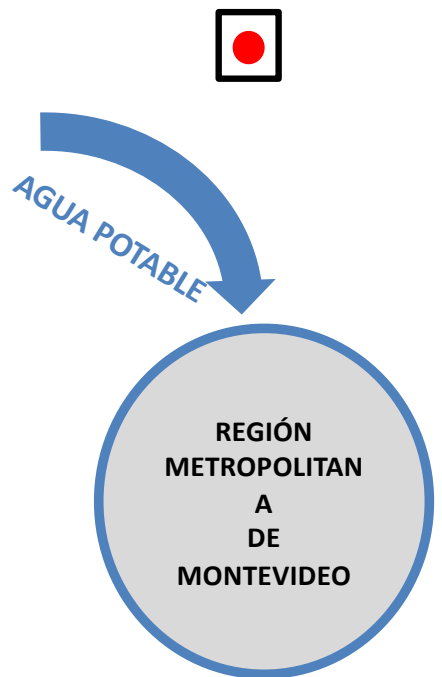 AGUA POTABLE
REGIÓN
METROPOLITAN
A
DE
MONTEVIDEO